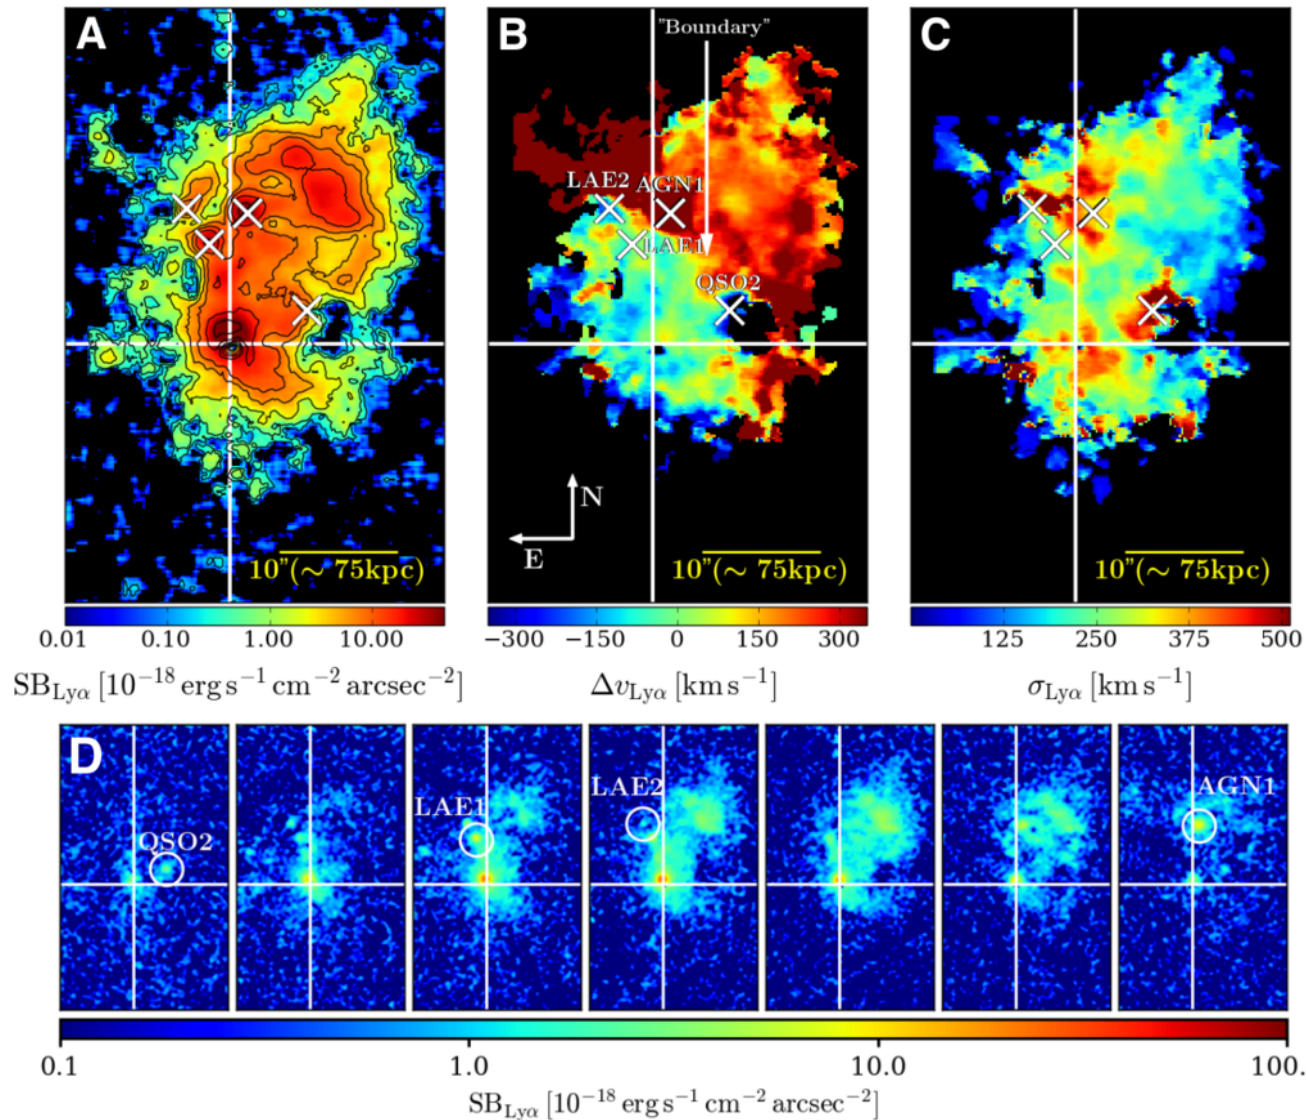 A
B
C
"Boundary"
LAE2 AGN1
LAE1
QSO2
N
E
10"(∼ 75kpc)
10"(∼ 75kpc)
10"(∼ 75kpc)
0.01 0.10 1.00 10.00
−300 −150 0 150 300
125 250 375 500
SB_Lyα [10⁻¹⁸ erg s⁻¹ cm⁻² arcsec⁻²]
Δv_Lyα [km s⁻¹]
σ_Lyα [km s⁻¹]
D
QSO2
LAE1
LAE2
AGN1
0.1 1.0 10.0 100.
SB_Lyα [10⁻¹⁸ erg s⁻¹ cm⁻² arcsec⁻²]